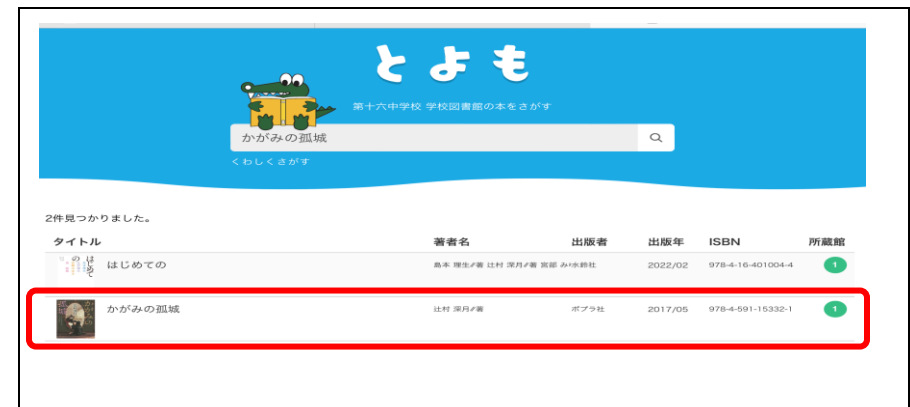 とよも
第十六中学校 学校図書館の本をさがす
かがみの孤城
くわしくさがす
2件見つかりました。
タイトル 著者名 出版者 出版年 ISBN 所蔵館
はじめての 島本 理生/著 辻村 深月/著 宮部 み 水鈴社 2022/02 978-4-16-401004-4 1
かがみの孤城 辻村 深月/著 ポプラ社 2017/05 978-4-591-15332-1 1